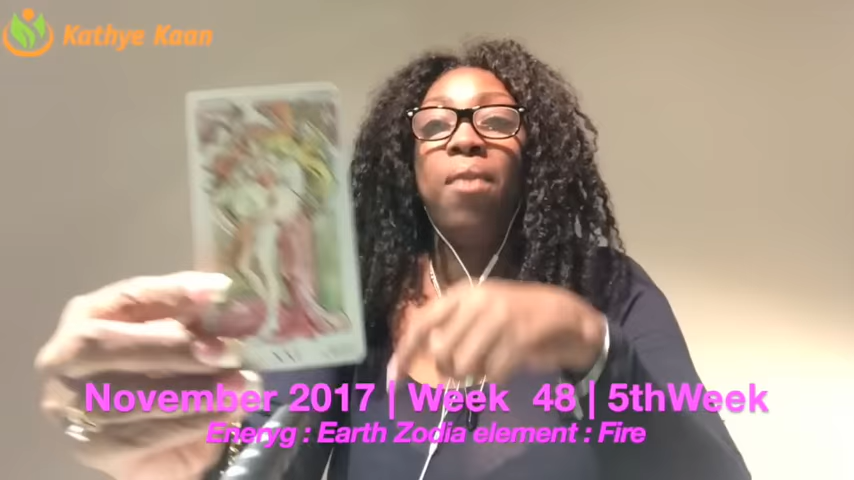 Kathye Kaan
November 2017 | Week 48 | 5thWeek
Eneryg : Earth Zodia element : Fire